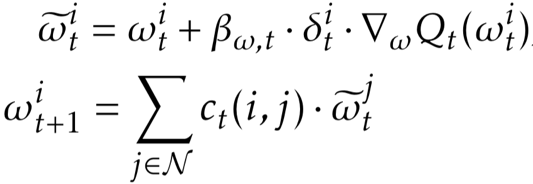 ω̃ᵢₜ = ωᵢₜ + β_{ω,t} · δᵢₜ · ∇_ω Qₜ(ωᵢₜ),
ωᵢₜ₊₁ = ∑_{j∈𝒩} cₜ(i, j) · ω̃ʲₜ